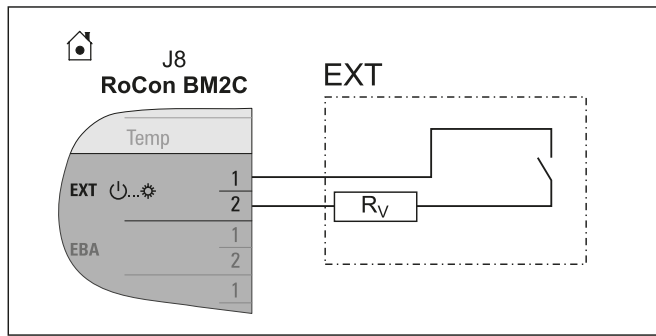 J8
RoCon BM2C
EXT
Temp
EXT ... 1
2
EBA 1
2
1
RV